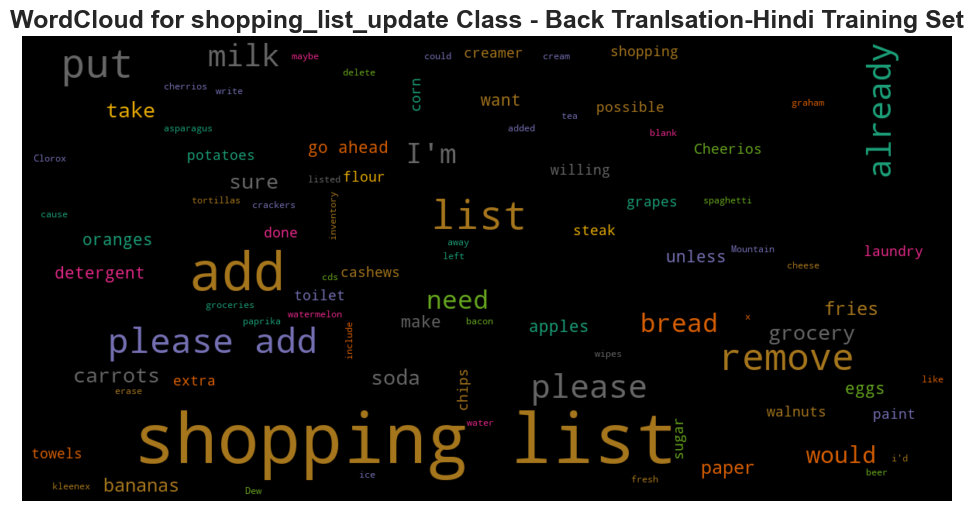 WordCloud for shopping_list_update Class - Back Tranlsation-Hindi Training Set
put
milk
maybe
could
creamer
cream
shopping
already
delete
cherrios
write
corn
want
possible
graham
take
tea
asparagus
added
blank
Clorox
potatoes
go ahead
I'm
Cheerios
sure
listed
flour
willing
tortillas
crackers
inventory
grapes
spaghetti
cause
list
oranges
done
away
steak
left
unless
Mountain
laundry
detergent
add
cds
cashews
cheese
toilet
need
groceries
watermelon
fries
paprika
please add
include
make
bacon
apples
bread
x
grocery
wipes
remove
carrots
extra
erase
soda
chips
please
eggs
like
shopping list
water
sugar
walnuts
paint
towels
ice
paper
would
i'd
beer
kleenex
bananas
Dew
fresh